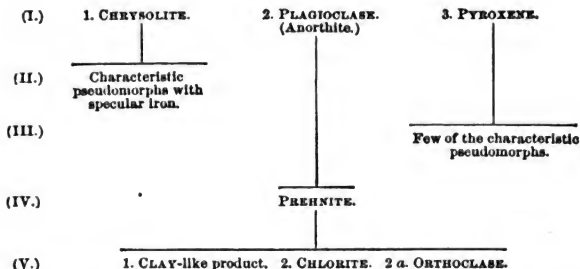 (I.) 1. CHRYSOLITE. 2. PLAGIOCLASE. 3. PYROXENE.
(Anorthite.)
(II.) Characteristic
pseudomorphs with
specular iron.
(III.) Few of the characteristic
pseudomorphs.
(IV.) PREHNITE.
(V.) 1. CLAY-like product. 2. CHLORITE. 2 a. ORTHOCLASE.